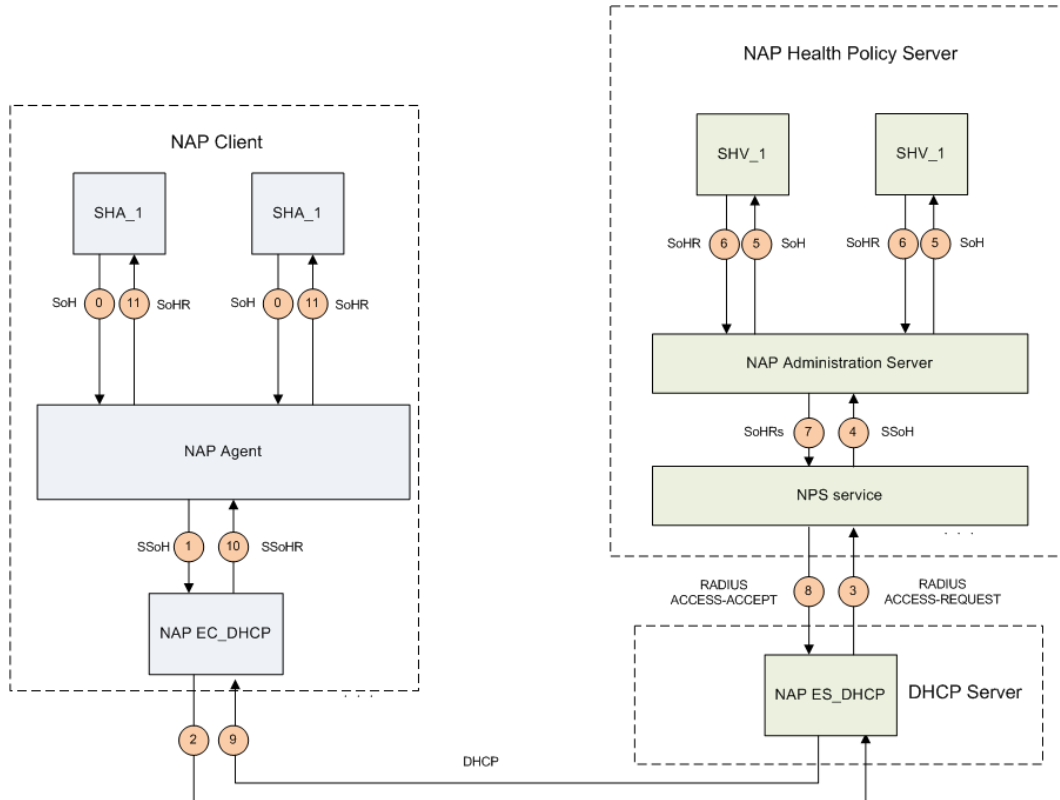 NAP Health Policy Server
NAP Client
SHV_1
SHV_1
SHA_1
SHA_1
SoHR 6 5 SoH
SoHR 6 5 SoH
SoH 0 11 SoHR
SoH 0 11 SoHR
NAP Administration Server
NAP Agent
SoHRs 7 4 SSoH
NPS service
. . .
SSoH 1 10 SSoHR
RADIUS
ACCESS-ACCEPT
8
3
RADIUS
ACCESS-REQUEST
NAP EC_DHCP
. . .
NAP ES_DHCP
DHCP Server
2
9
DHCP